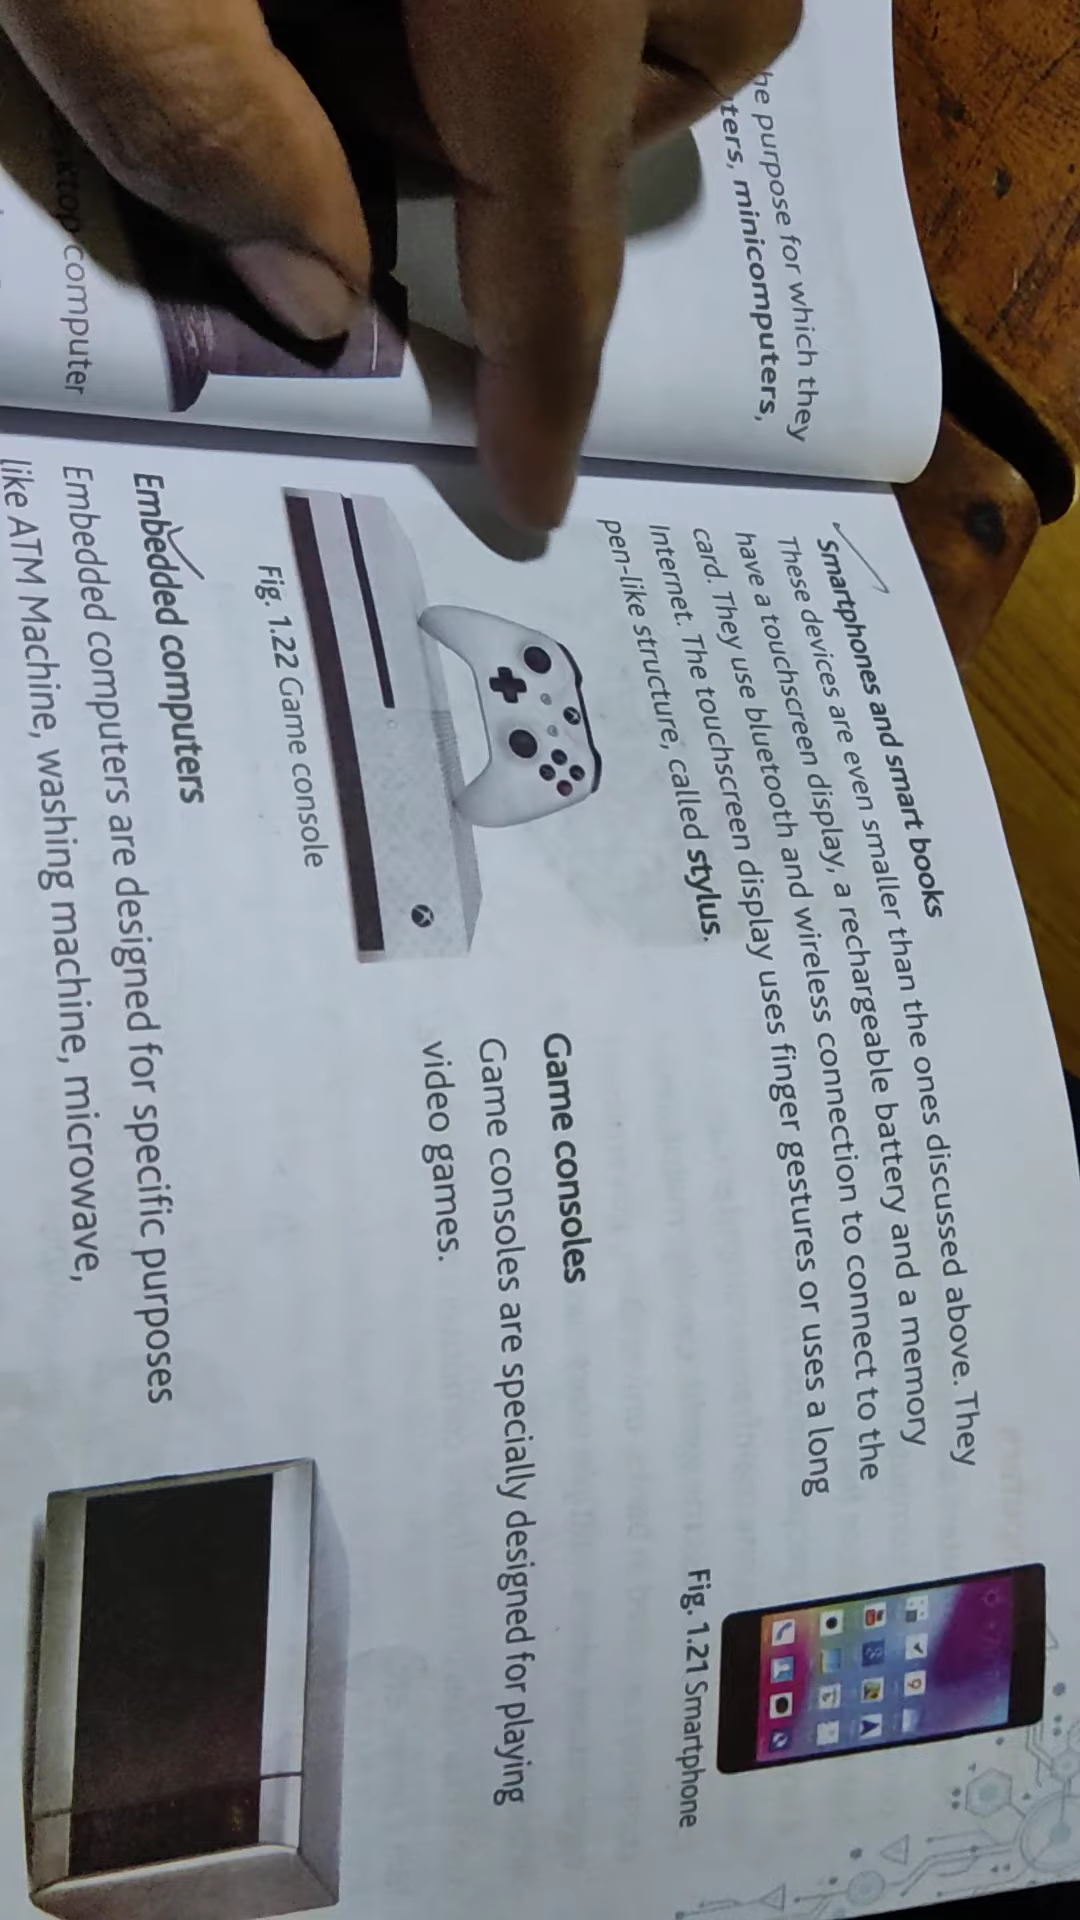 he purpose for which they
ters, minicomputers,
top computer
Smartphones and smart books
These devices are even smaller than the ones discussed above. They
have a touchscreen display, a rechargeable battery and a memory
card. They use bluetooth and wireless connection to connect to the
Internet. The touchscreen display uses finger gestures or uses a long
pen-like structure, called stylus.
Fig. 1.21 Smartphone
Game consoles
Game consoles are specially designed for playing
video games.
Fig. 1.22 Game console
Embedded computers
Embedded computers are designed for specific purposes
like ATM Machine, washing machine, microwave,